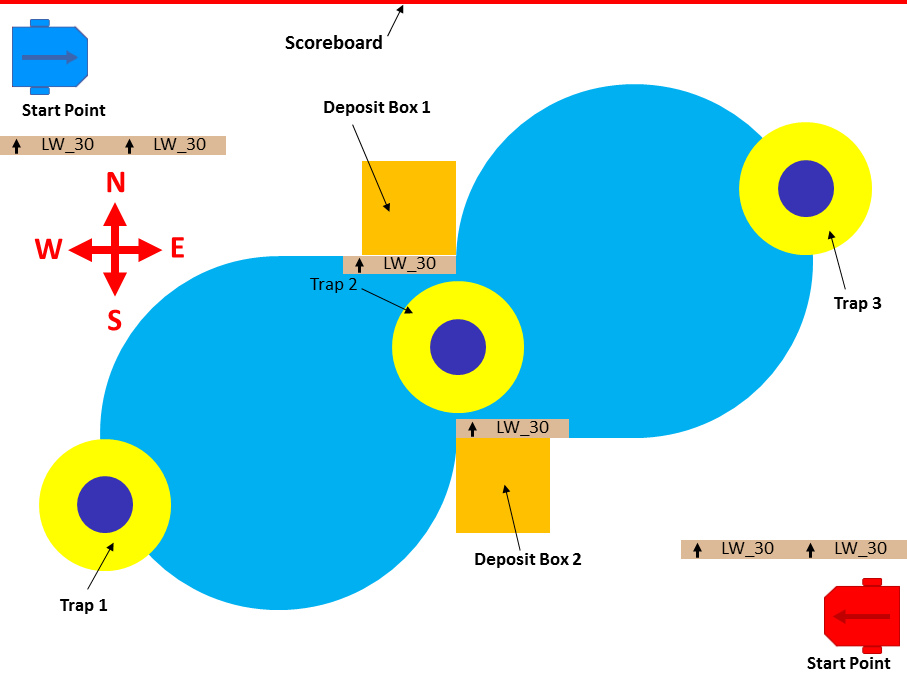 Scoreboard
Start Point
Deposit Box 1
LW_30 LW_30
N
W E
S
LW_30
Trap 2
Trap 3
LW_30
Deposit Box 2
LW_30 LW_30
Trap 1
Start Point